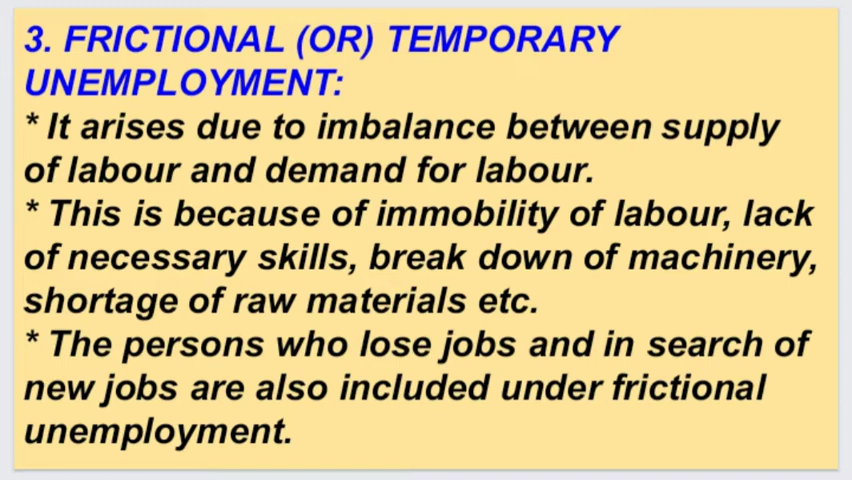 3. FRICTIONAL (OR) TEMPORARY
UNEMPLOYMENT:
* It arises due to imbalance between supply
of labour and demand for labour.
* This is because of immobility of labour, lack
of necessary skills, break down of machinery,
shortage of raw materials etc.
* The persons who lose jobs and in search of
new jobs are also included under frictional
unemployment.